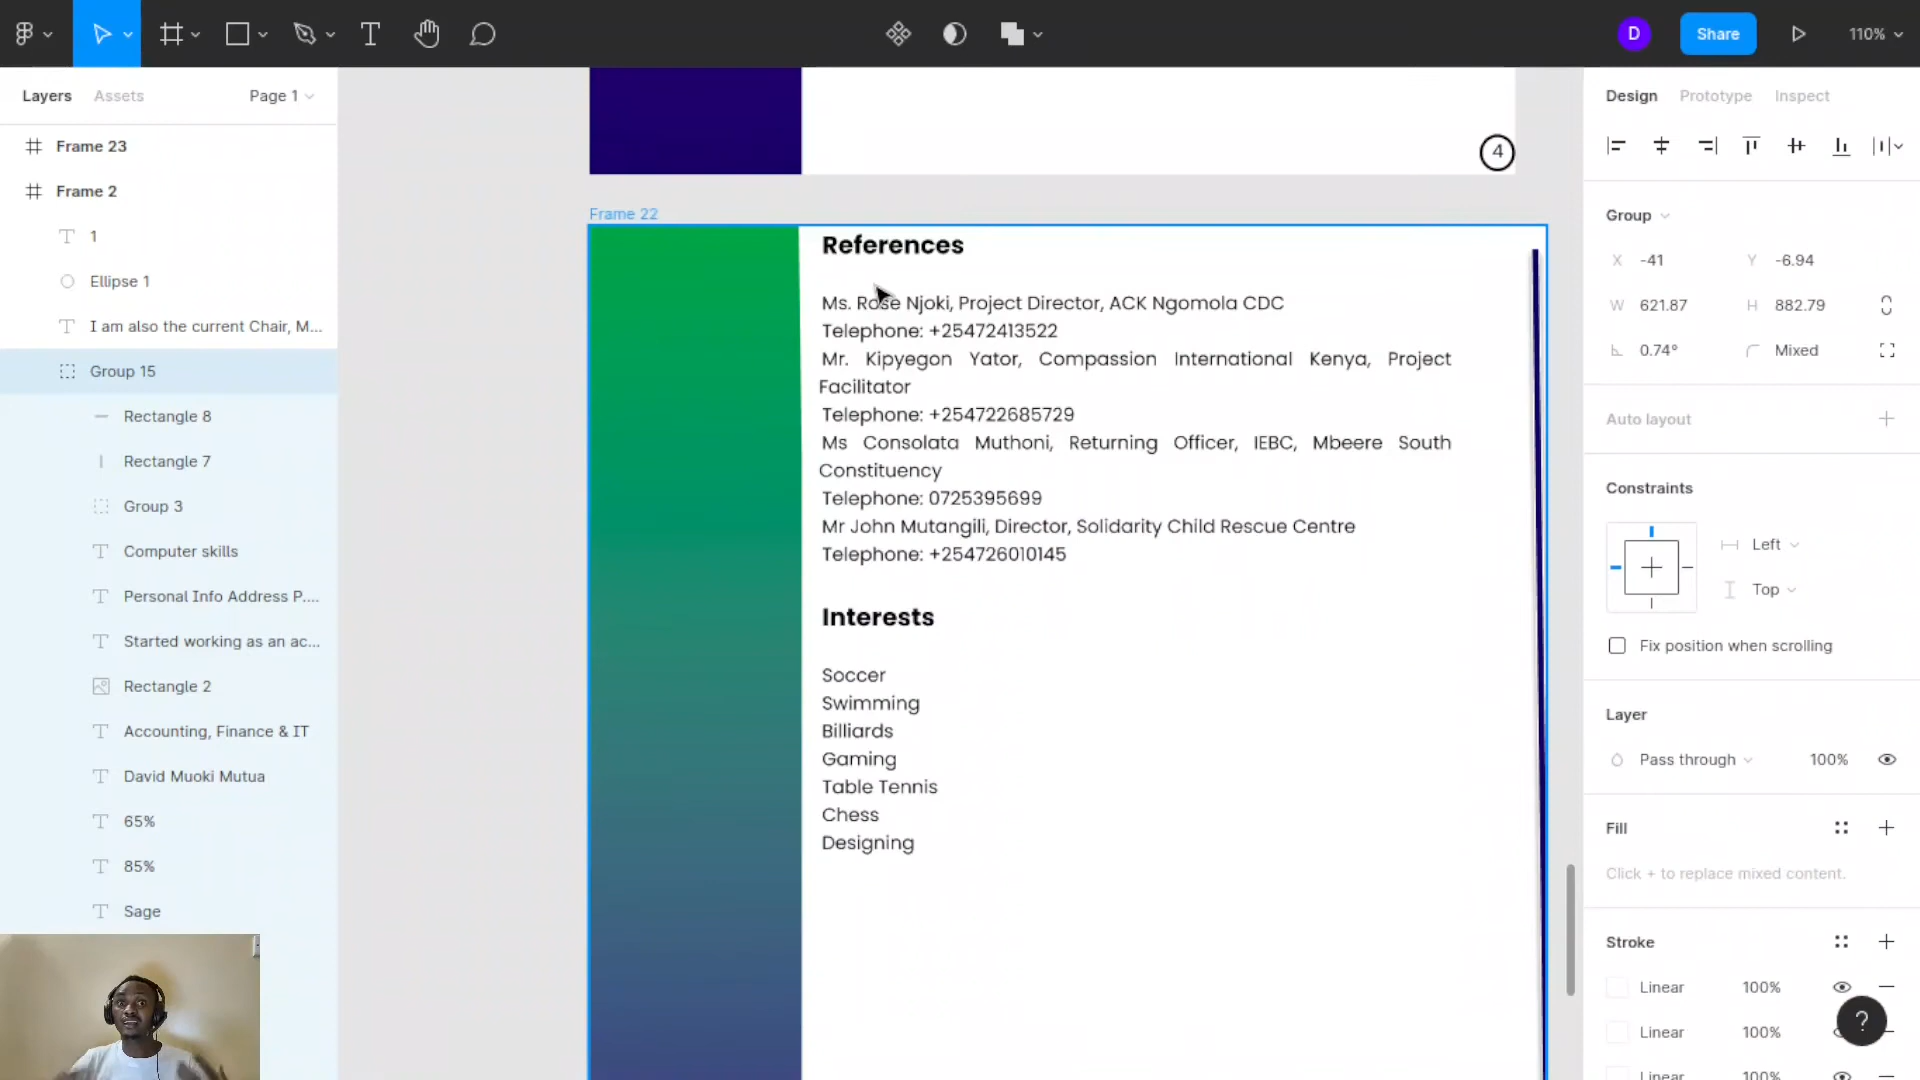 D
Share
110%
Layers
Assets
Page 1
Frame 23
Frame 2
1
Ellipse 1
I am also the current Chair, M...
Group 15
Rectangle 8
Rectangle 7
Group 3
Computer skills
Personal Info Address P....
Started working as an ac...
Rectangle 2
Accounting, Finance & IT
David Muoki Mutua
65%
85%
Sage
4
Frame 22
References
Ms. Rose Njoki, Project Director, ACK Ngomola CDC
Telephone: +25472413522
Mr. Kipyegon Yator, Compassion International Kenya, Project
Facilitator
Telephone: +254722685729
Ms Consolata Muthoni, Returning Officer, IEBC, Mbeere South
Constituency
Telephone: 0725395699
Mr John Mutangili, Director, Solidarity Child Rescue Centre
Telephone: +254726010145
Interests
Soccer
Swimming
Billiards
Gaming
Table Tennis
Chess
Designing
Design
Prototype
Inspect
Group
X -41
Y -6.94
W 621.87
H 882.79
0.74°
Mixed
Auto layout
Constraints
Left
Top
Fix position when scrolling
Layer
Pass through
100%
Fill
Click + to replace mixed content.
Stroke
Linear 100%
Linear 100%
?
Linear 100%